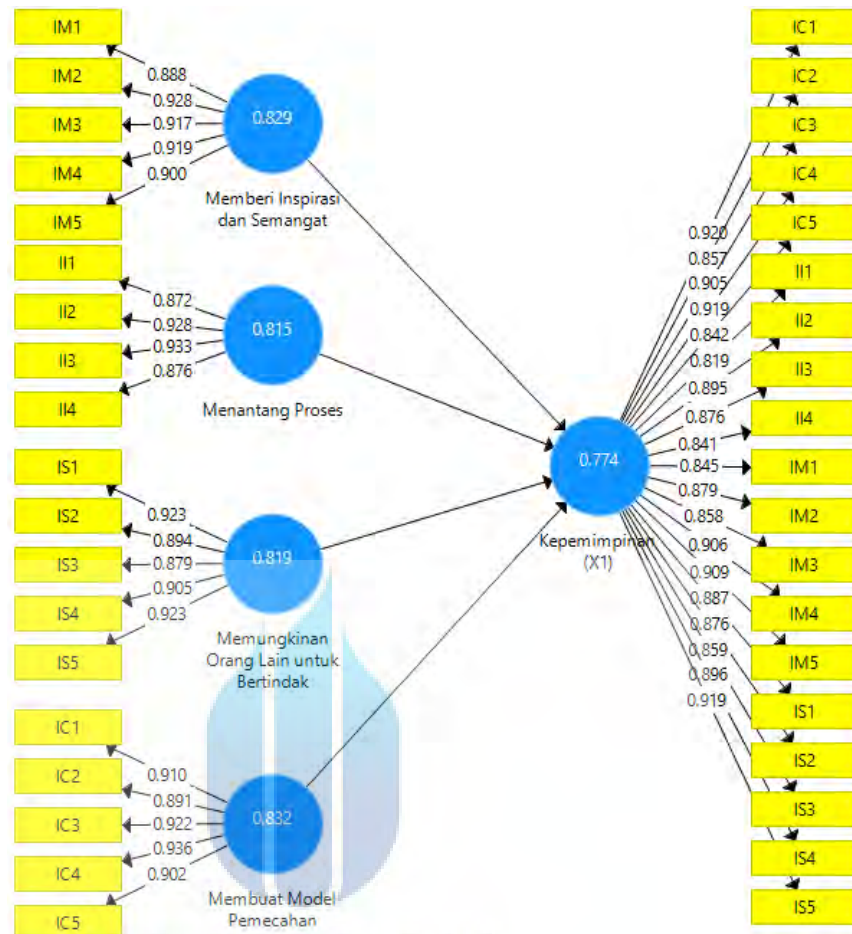 IM1
IM2
IM3
IM4
IM5
0.888
0.928
0.917
0.919
0.900
0.829
Memberi Inspirasi
dan Semangat
II1
II2
II3
II4
0.872
0.928
0.933
0.876
0.815
Menantang Proses
IS1
IS2
IS3
IS4
IS5
0.923
0.894
0.879
0.905
0.923
0.819
Memungkinan
Orang Lain untuk
Bertindak
IC1
IC2
IC3
IC4
IC5
0.910
0.891
0.922
0.936
0.902
0.832
Membuat Model
Pemecahan
0.774
Kepemimpinan
(X1)
0.920
0.857
0.905
0.919
0.842
0.819
0.895
0.876
0.841
0.845
0.879
0.858
0.906
0.909
0.887
0.876
0.859
0.896
0.919
IC1
IC2
IC3
IC4
IC5
II1
II2
II3
II4
IM1
IM2
IM3
IM4
IM5
IS1
IS2
IS3
IS4
IS5